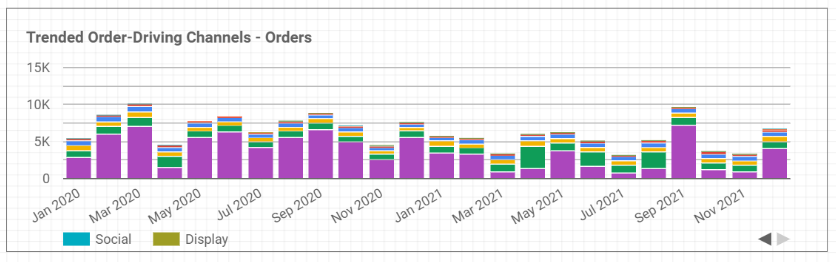 Trended Order-Driving Channels - Orders
15K
10K
5K
0
Jan 2020
Mar 2020
May 2020
Jul 2020
Sep 2020
Nov 2020
Jan 2021
Mar 2021
May 2021
Jul 2021
Sep 2021
Nov 2021
Social Display